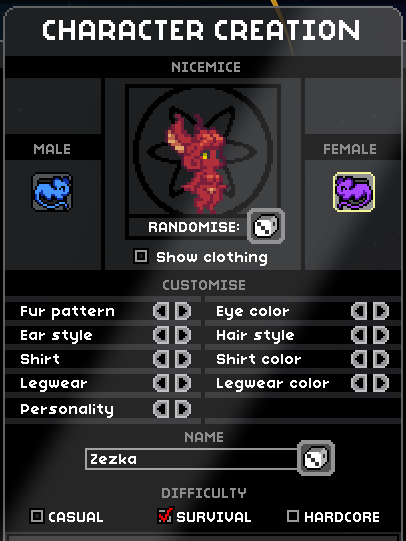 CHARACTER CREATION
NICEMICE
MALE
FEMALE
RANDOMISE:
Show clothing
CUSTOMISE
Fur pattern Eye color
Ear style Hair style
Shirt Shirt color
Legwear Legwear color
Personality
NAME
Zezka
DIFFICULTY
CASUAL SURVIVAL HARDCORE